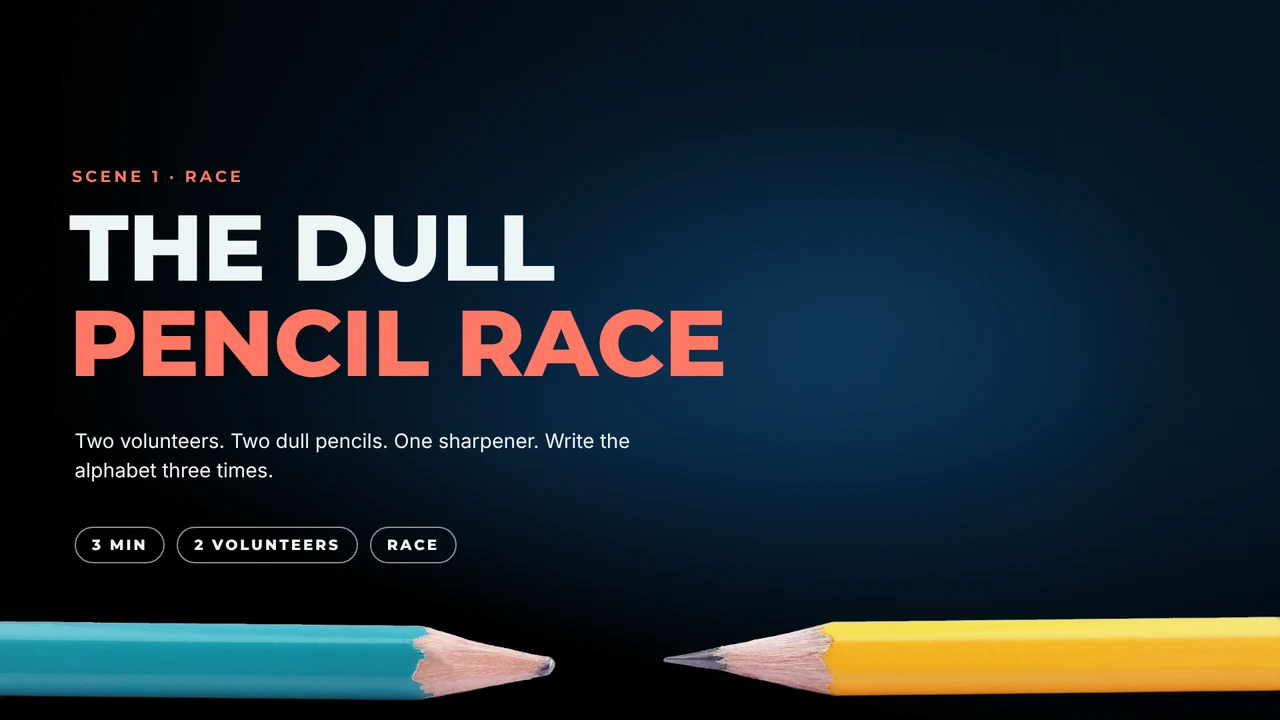 SCENE 1 · RACE
THE DULL
PENCIL RACE
Two volunteers. Two dull pencils. One sharpener. Write the
alphabet three times.
3 MIN
2 VOLUNTEERS
RACE